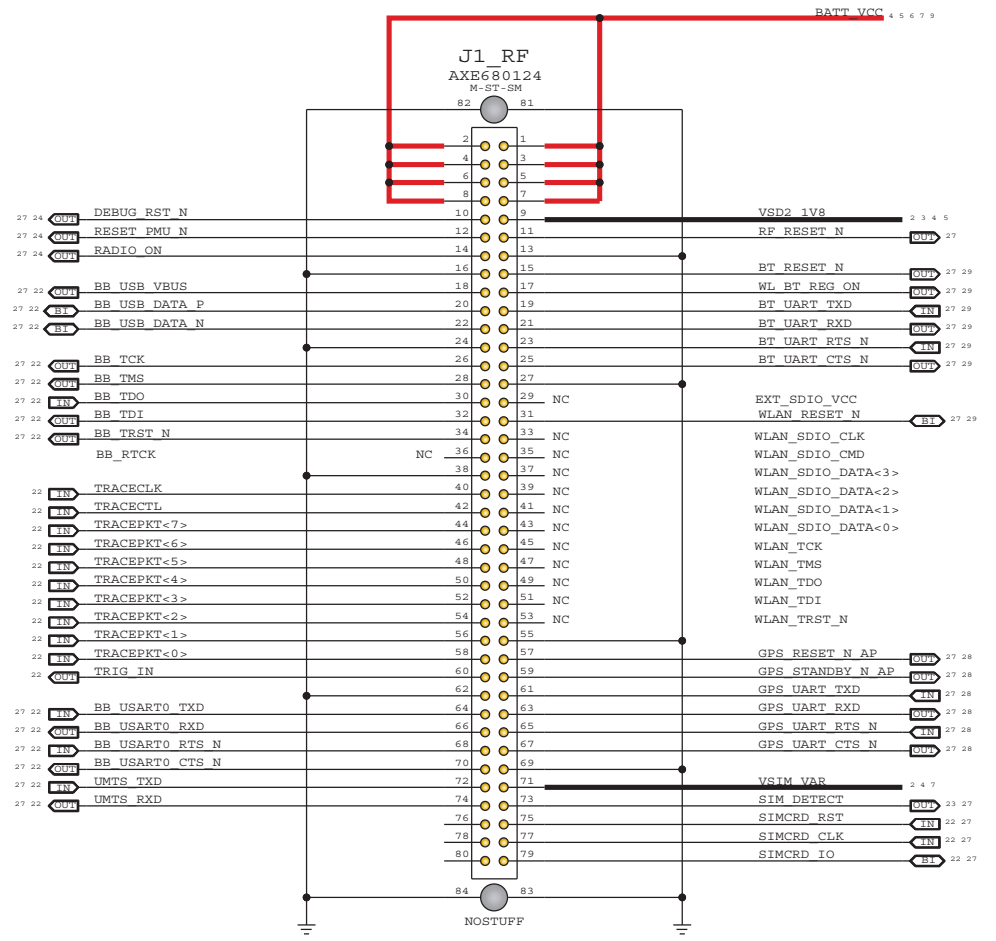 BATT_VCC 4 5 6 7 9
J1_RF
AXE680124
M-ST-SM
82 81
2 1
4 3
6 5
8 7
27 24 OUT DEBUG_RST_N 10 9 VSD2_1V8 2 3 4 5
27 24 OUT RESET_PMU_N 12 11 RF_RESET_N OUT 27
27 24 OUT RADIO_ON 14 13
16 15 BT_RESET_N OUT 27 29
27 22 OUT BB_USB_VBUS 18 17 WL_BT_REG_ON OUT 27 29
27 22 BI BB_USB_DATA_P 20 19 BT_UART_TXD IN 27 29
27 22 BI BB_USB_DATA_N 22 21 BT_UART_RXD OUT 27 29
24 23 BT_UART_RTS_N IN 27 29
27 22 OUT BB_TCK 26 25 BT_UART_CTS_N OUT 27 29
27 22 OUT BB_TMS 28 27
27 22 IN BB_TDO 30 29 NC EXT_SDIO_VCC
27 22 OUT BB_TDI 32 31 WLAN_RESET_N BI 27 29
27 22 OUT BB_TRST_N 34 33 NC WLAN_SDIO_CLK
BB_RTCK NC 36 35 NC WLAN_SDIO_CMD
38 37 NC WLAN_SDIO_DATA<3>
22 IN TRACECLK 40 39 NC WLAN_SDIO_DATA<2>
22 IN TRACECTL 42 41 NC WLAN_SDIO_DATA<1>
22 IN TRACEPKT<7> 44 43 NC WLAN_SDIO_DATA<0>
22 IN TRACEPKT<6> 46 45 NC WLAN_TCK
22 IN TRACEPKT<5> 48 47 NC WLAN_TMS
22 IN TRACEPKT<4> 50 49 NC WLAN_TDO
22 IN TRACEPKT<3> 52 51 NC WLAN_TDI
22 IN TRACEPKT<2> 54 53 NC WLAN_TRST_N
22 IN TRACEPKT<1> 56 55
22 IN TRACEPKT<0> 58 57 GPS_RESET_N_AP OUT 27 28
22 OUT TRIG_IN 60 59 GPS_STANDBY_N_AP OUT 27 28
62 61 GPS_UART_TXD IN 27 28
27 22 IN BB_USART0_TXD 64 63 GPS_UART_RXD OUT 27 28
27 22 OUT BB_USART0_RXD 66 65 GPS_UART_RTS_N IN 27 28
27 22 IN BB_USART0_RTS_N 68 67 GPS_UART_CTS_N OUT 27 28
27 22 OUT BB_USART0_CTS_N 70 69
27 22 IN UMTS_TXD 72 71 VSIM_VAR 2 4 7
27 22 OUT UMTS_RXD 74 73 SIM_DETECT OUT 23 27
76 75 SIMCRD_RST IN 22 27
78 77 SIMCRD_CLK IN 22 27
80 79 SIMCRD_IO BI 22 27
84 83
NOSTUFF